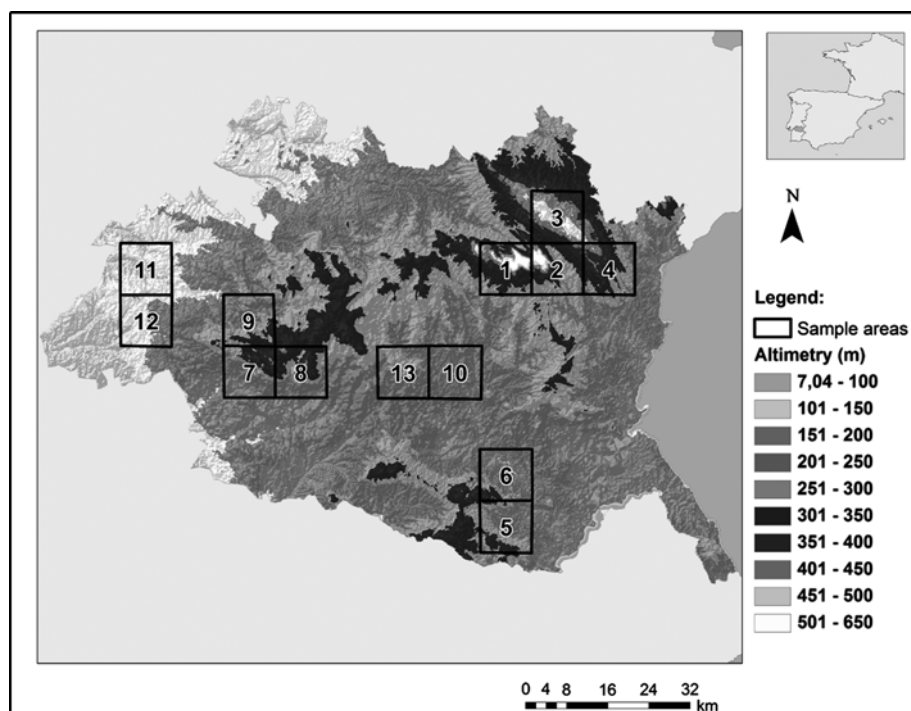 N
3
1 2 4
11
12
9
7 8
13 10
6
5
Legend:
Sample areas
Altimetry (m)
7,04 - 100
101 - 150
151 - 200
201 - 250
251 - 300
301 - 350
351 - 400
401 - 450
451 - 500
501 - 650
0 4 8 16 24 32
km